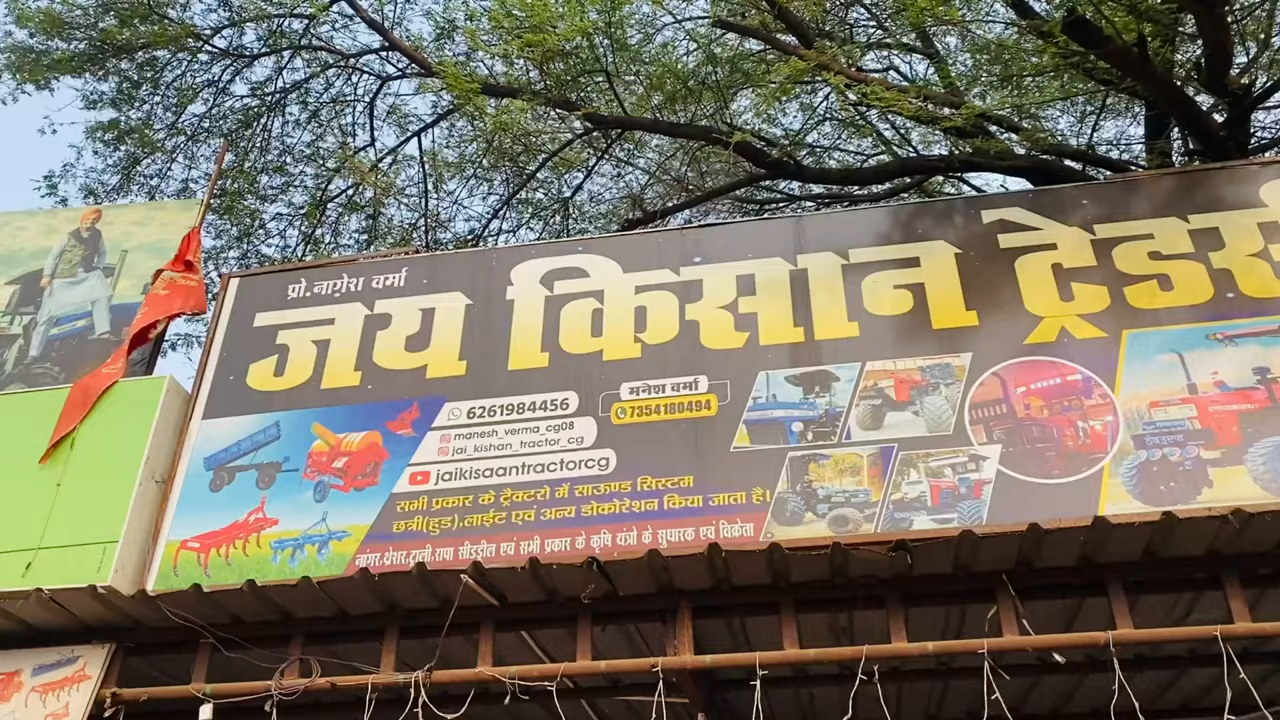 प्रो. नागेश वर्मा
जय किसान ट्रेडर्स
6261984456
मनेश वर्मा
7354180494
manesh_verma_cg08
jai_kishan_tractor_cg
jaikisaantractorcg
सभी प्रकार के ट्रैक्टरो में साऊण्ड सिस्टम
छत्री(हुड),लाईट एवं अन्य डोकोरेशन किया जाता है।
नांगर,थ्रेशर,ट्राली,रापा सीडड्रील एवं सभी प्रकार के कृषि यंत्रो के सुधारक एवं विक्रेता